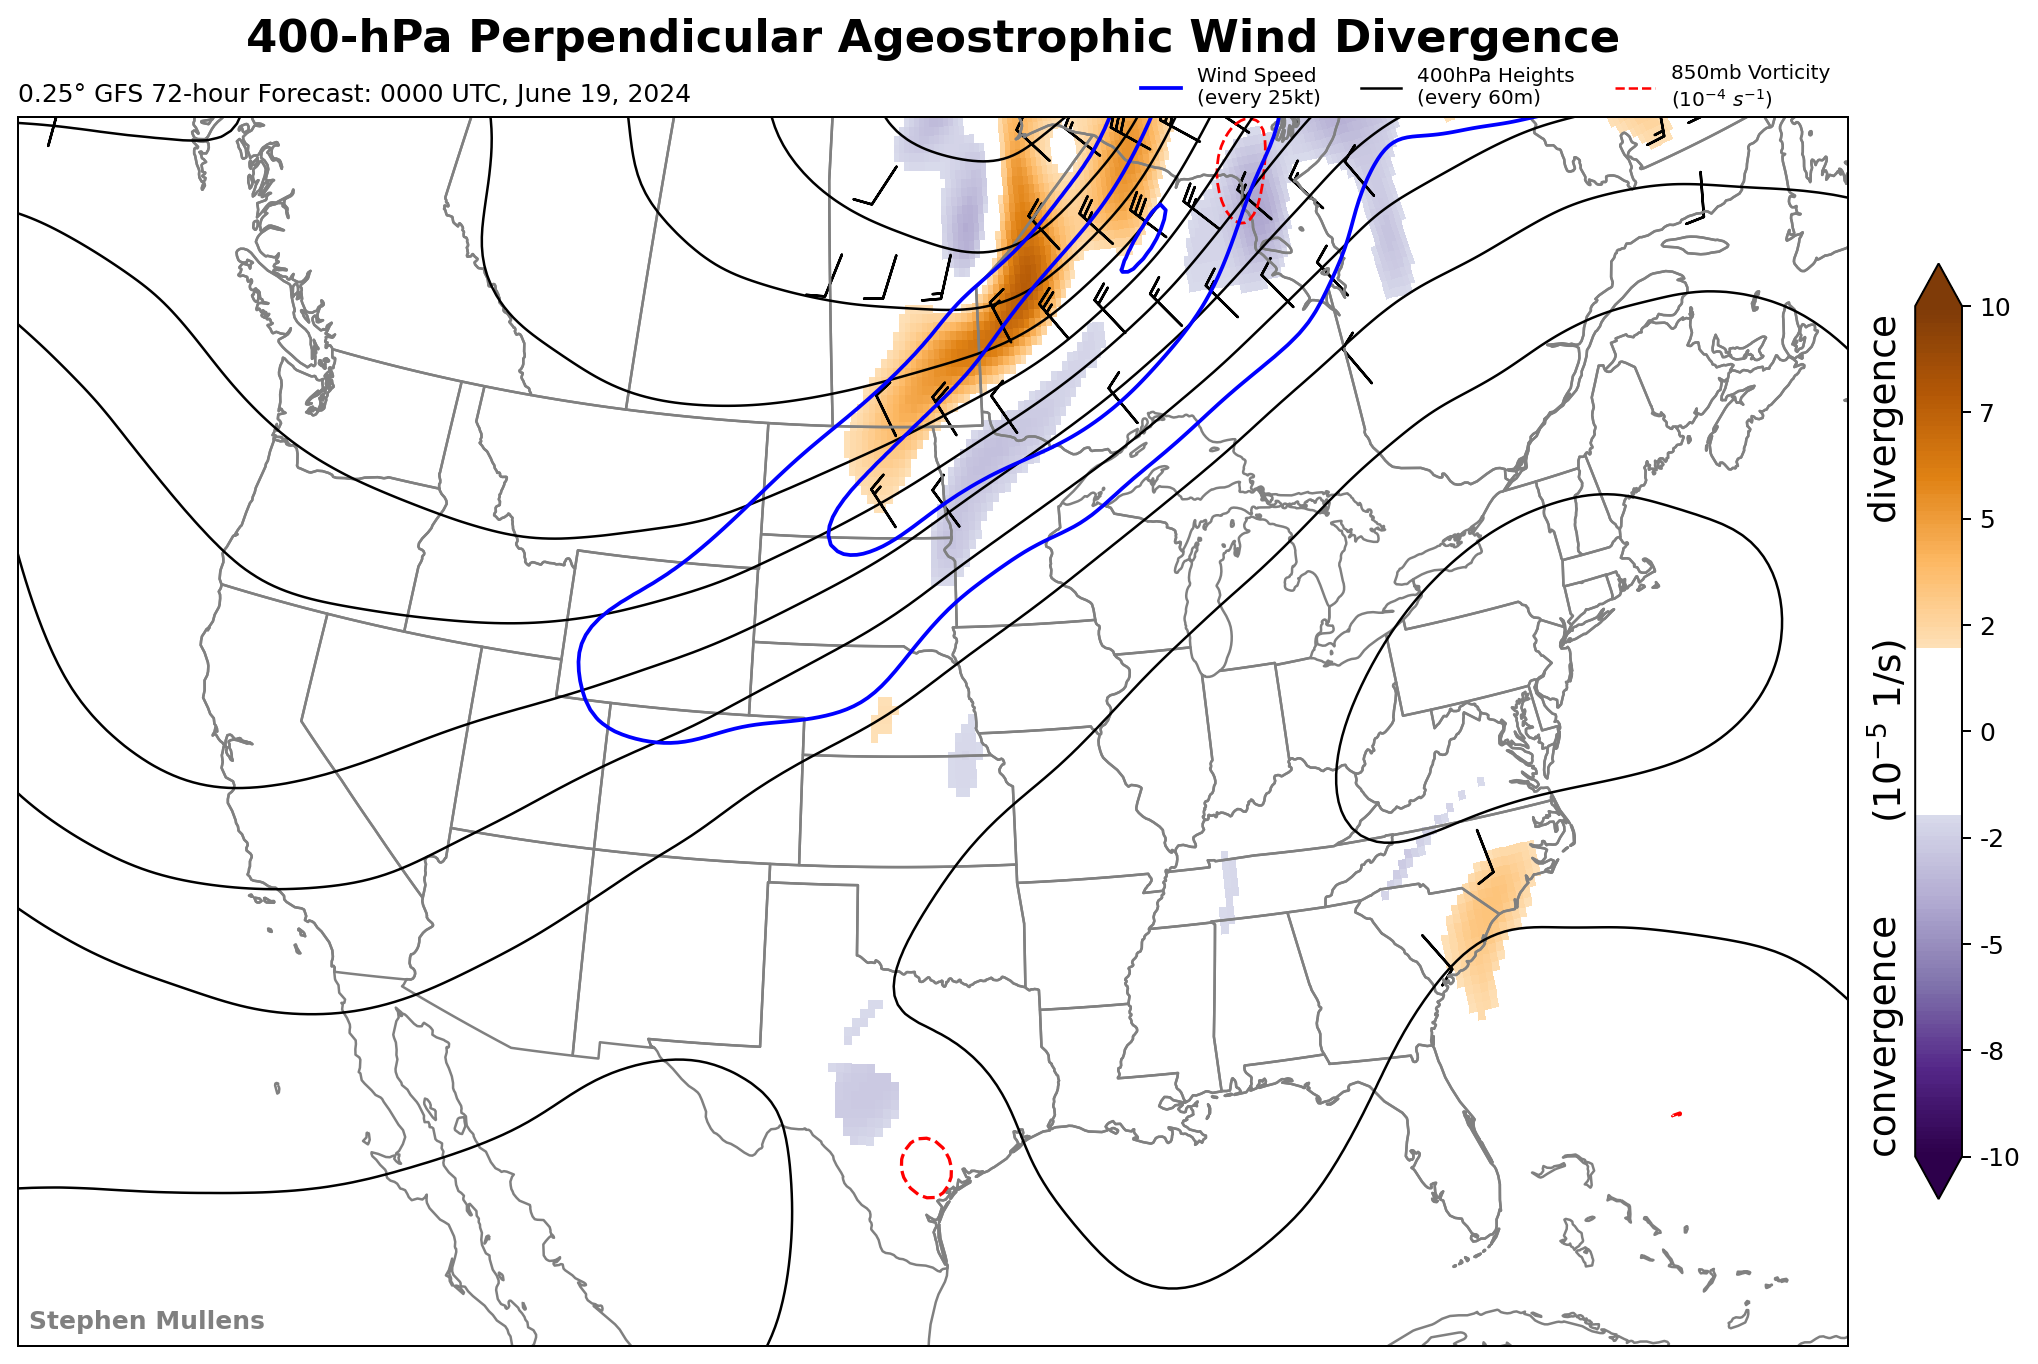 400-hPa Perpendicular Ageostrophic Wind Divergence
0.25° GFS 72-hour Forecast: 0000 UTC, June 19, 2024
Wind Speed
(every 25kt)
400hPa Heights
(every 60m)
850mb Vorticity
(10⁻⁴ s⁻¹)
10
7
5
2
0
-2
-5
-8
-10
convergence (10⁻⁵ 1/s) divergence
Stephen Mullens